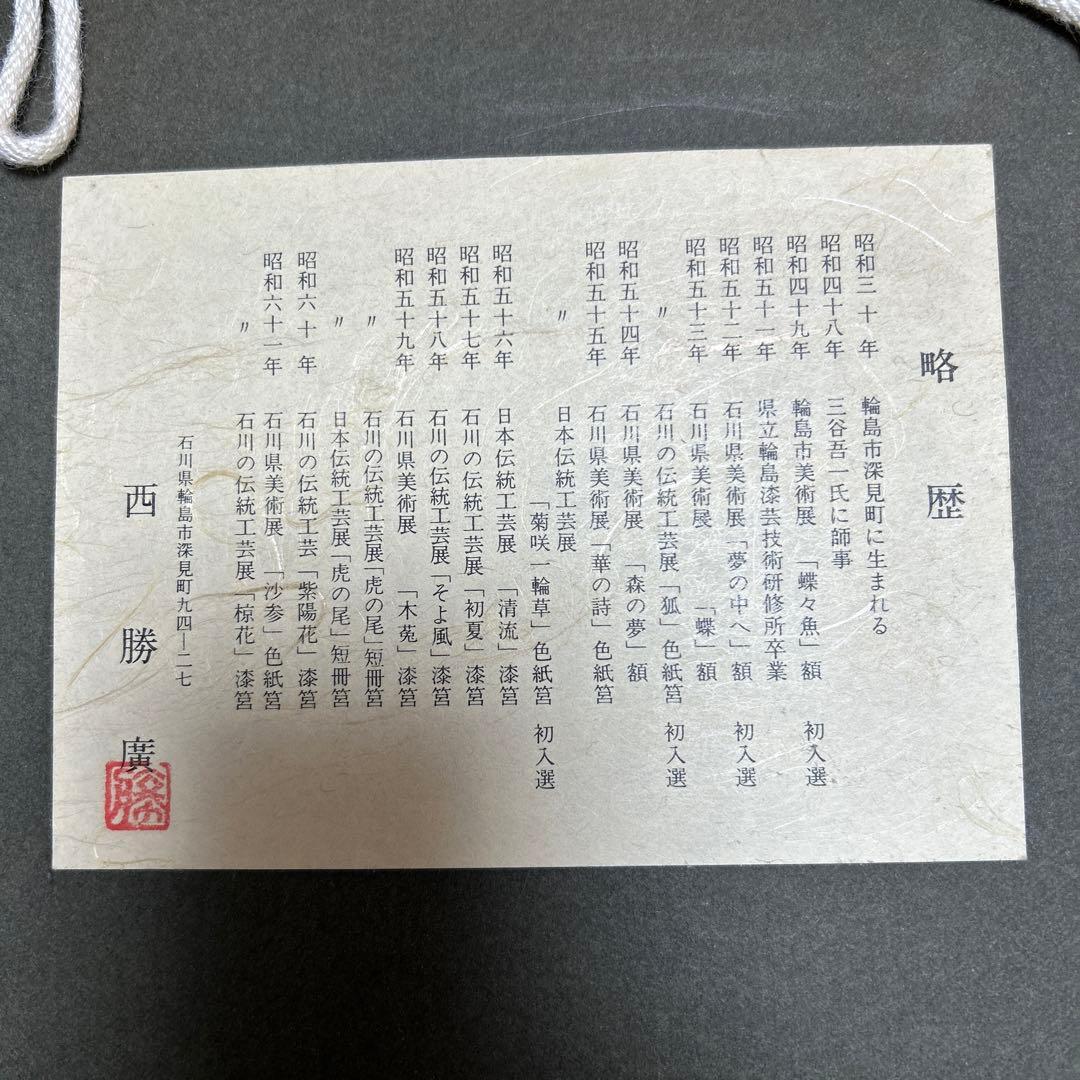 略歴
昭和三十年 輪島市深見町に生まれる
昭和四十八年 三谷吾一氏に師事
昭和四十九年 輪島市美術展「蝶々魚」額 初入選
昭和五十一年 県立輪島漆芸技術研修所卒業
昭和五十二年 石川県美術展「夢の中へ」額 初入選
昭和五十三年 石川県美術展「蝶」額
〃 石川の伝統工芸展「狐」色紙筥 初入選
昭和五十四年 石川県美術展「森の夢」額
昭和五十五年 石川県美術展「華の詩」色紙筥
〃 日本伝統工芸展
「菊咲一輪草」色紙筥 初入選
昭和五十六年 日本伝統工芸展「清流」漆筥
昭和五十七年 石川の伝統工芸展「初夏」漆筥
昭和五十八年 石川の伝統工芸展「そよ風」漆筥
昭和五十九年 石川県美術展「木菟」漆筥
〃 石川の伝統工芸展「虎の尾」短冊筥
〃 日本伝統工芸展「虎の尾」短冊筥
昭和六十年 石川の伝統工芸「紫陽花」漆筥
昭和六十一年 石川県美術展「沙参」色紙筥
〃 石川の伝統工芸展「椋花」漆筥
石川県輪島市深見町九四ー二七
西勝廣